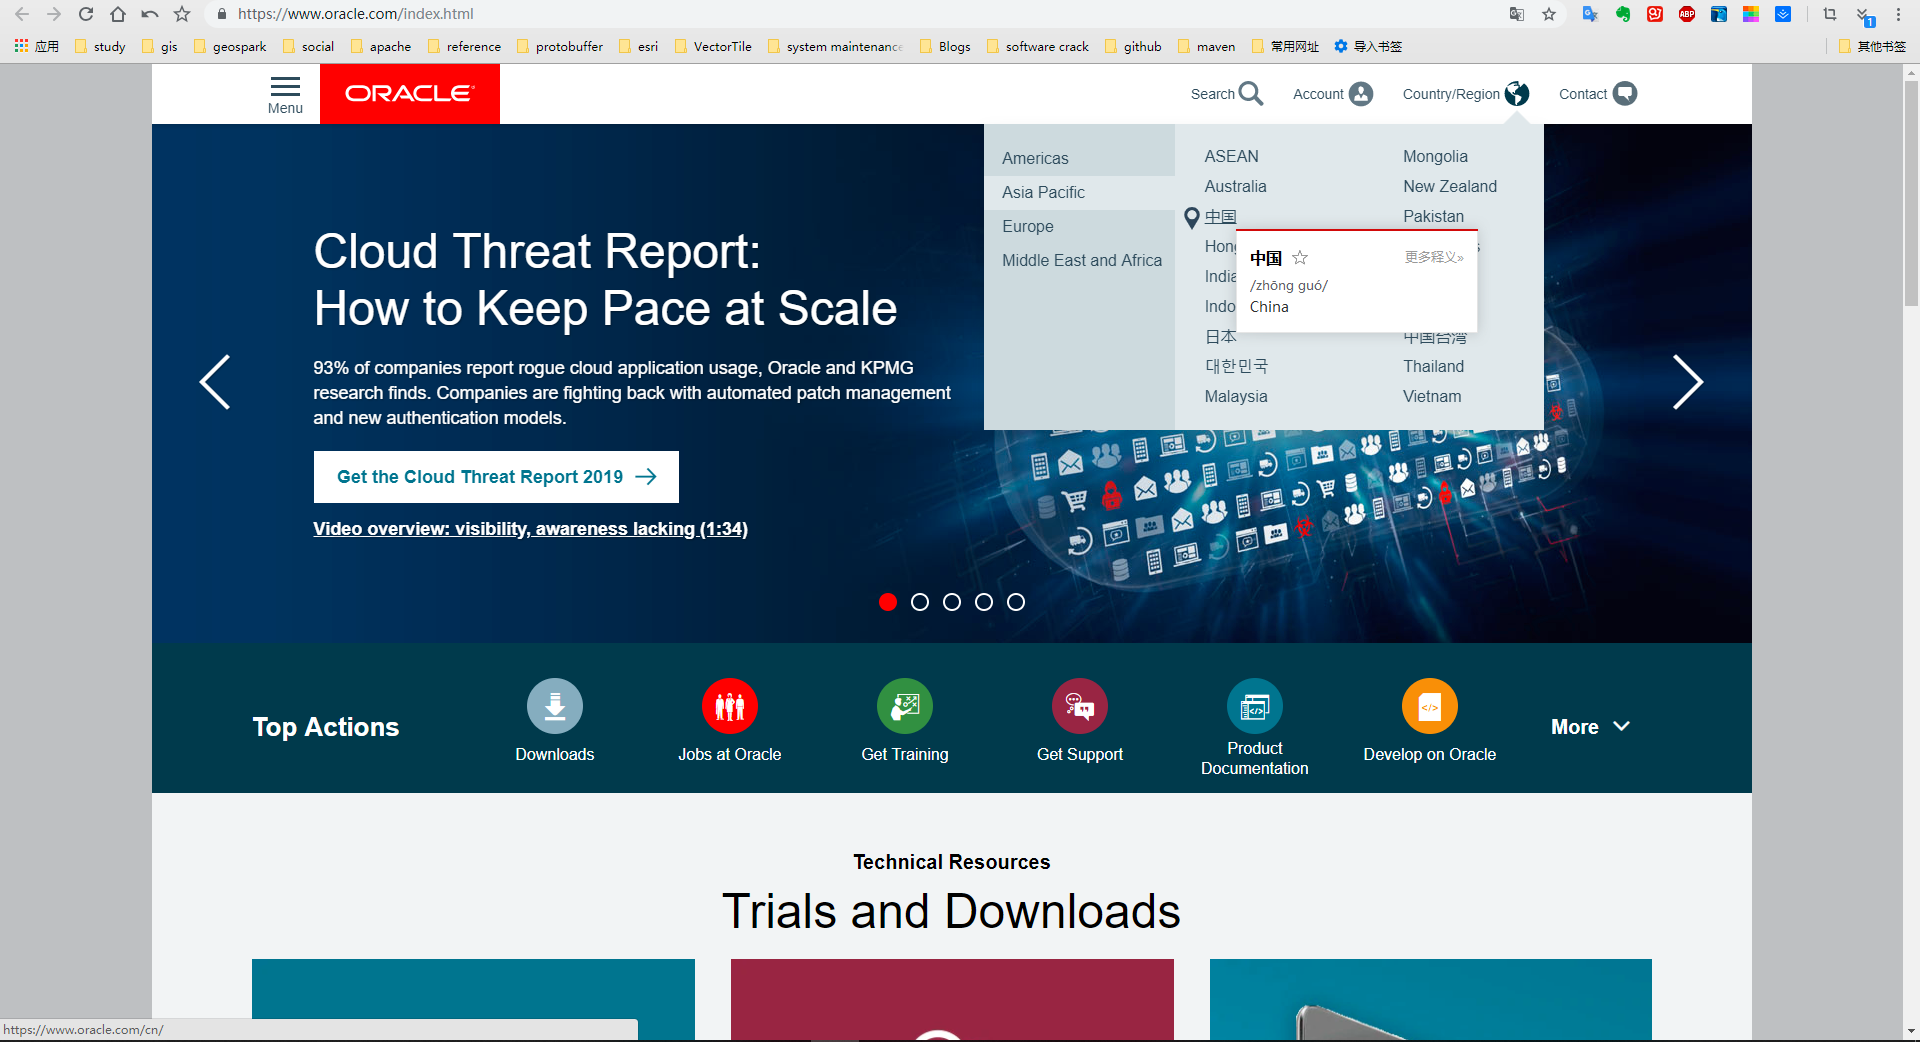 https://www.oracle.com/index.html
应用
study
gis
geospark
social
apache
reference
protobuffer
esri
VectorTile
system maintenance
Blogs
software crack
github
maven
常用网址
导入书签
其他书签
Menu
ORACLE
Search
Account
Country/Region
Contact
Americas
Asia Pacific
Europe
Middle East and Africa
ASEAN
Australia
中国
Hong
India
Indo
日本
대한민국
Malaysia
Mongolia
New Zealand
Pakistan
中国台湾
Thailand
Vietnam
中国
更多释义»
/zhōng guó/
China
Cloud Threat Report:
How to Keep Pace at Scale
93% of companies report rogue cloud application usage, Oracle and KPMG
research finds. Companies are fighting back with automated patch management
and new authentication models.
Get the Cloud Threat Report 2019
Video overview: visibility, awareness lacking (1:34)
Top Actions
Downloads
Jobs at Oracle
Get Training
Get Support
Product
Documentation
Develop on Oracle
More
Technical Resources
Trials and Downloads
https://www.oracle.com/cn/